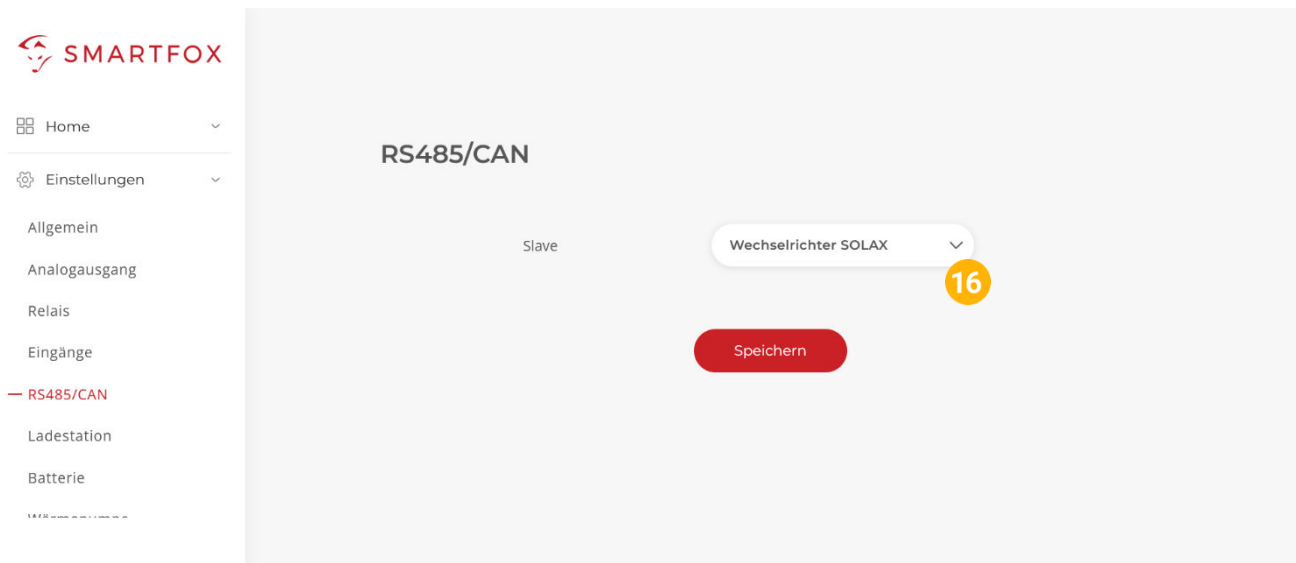 SMARTFOX
Home
Einstellungen
Allgemein
Analogausgang
Relais
Eingänge
RS485/CAN
Ladestation
Batterie
RS485/CAN
Slave
Wechselrichter SOLAX
16
Speichern